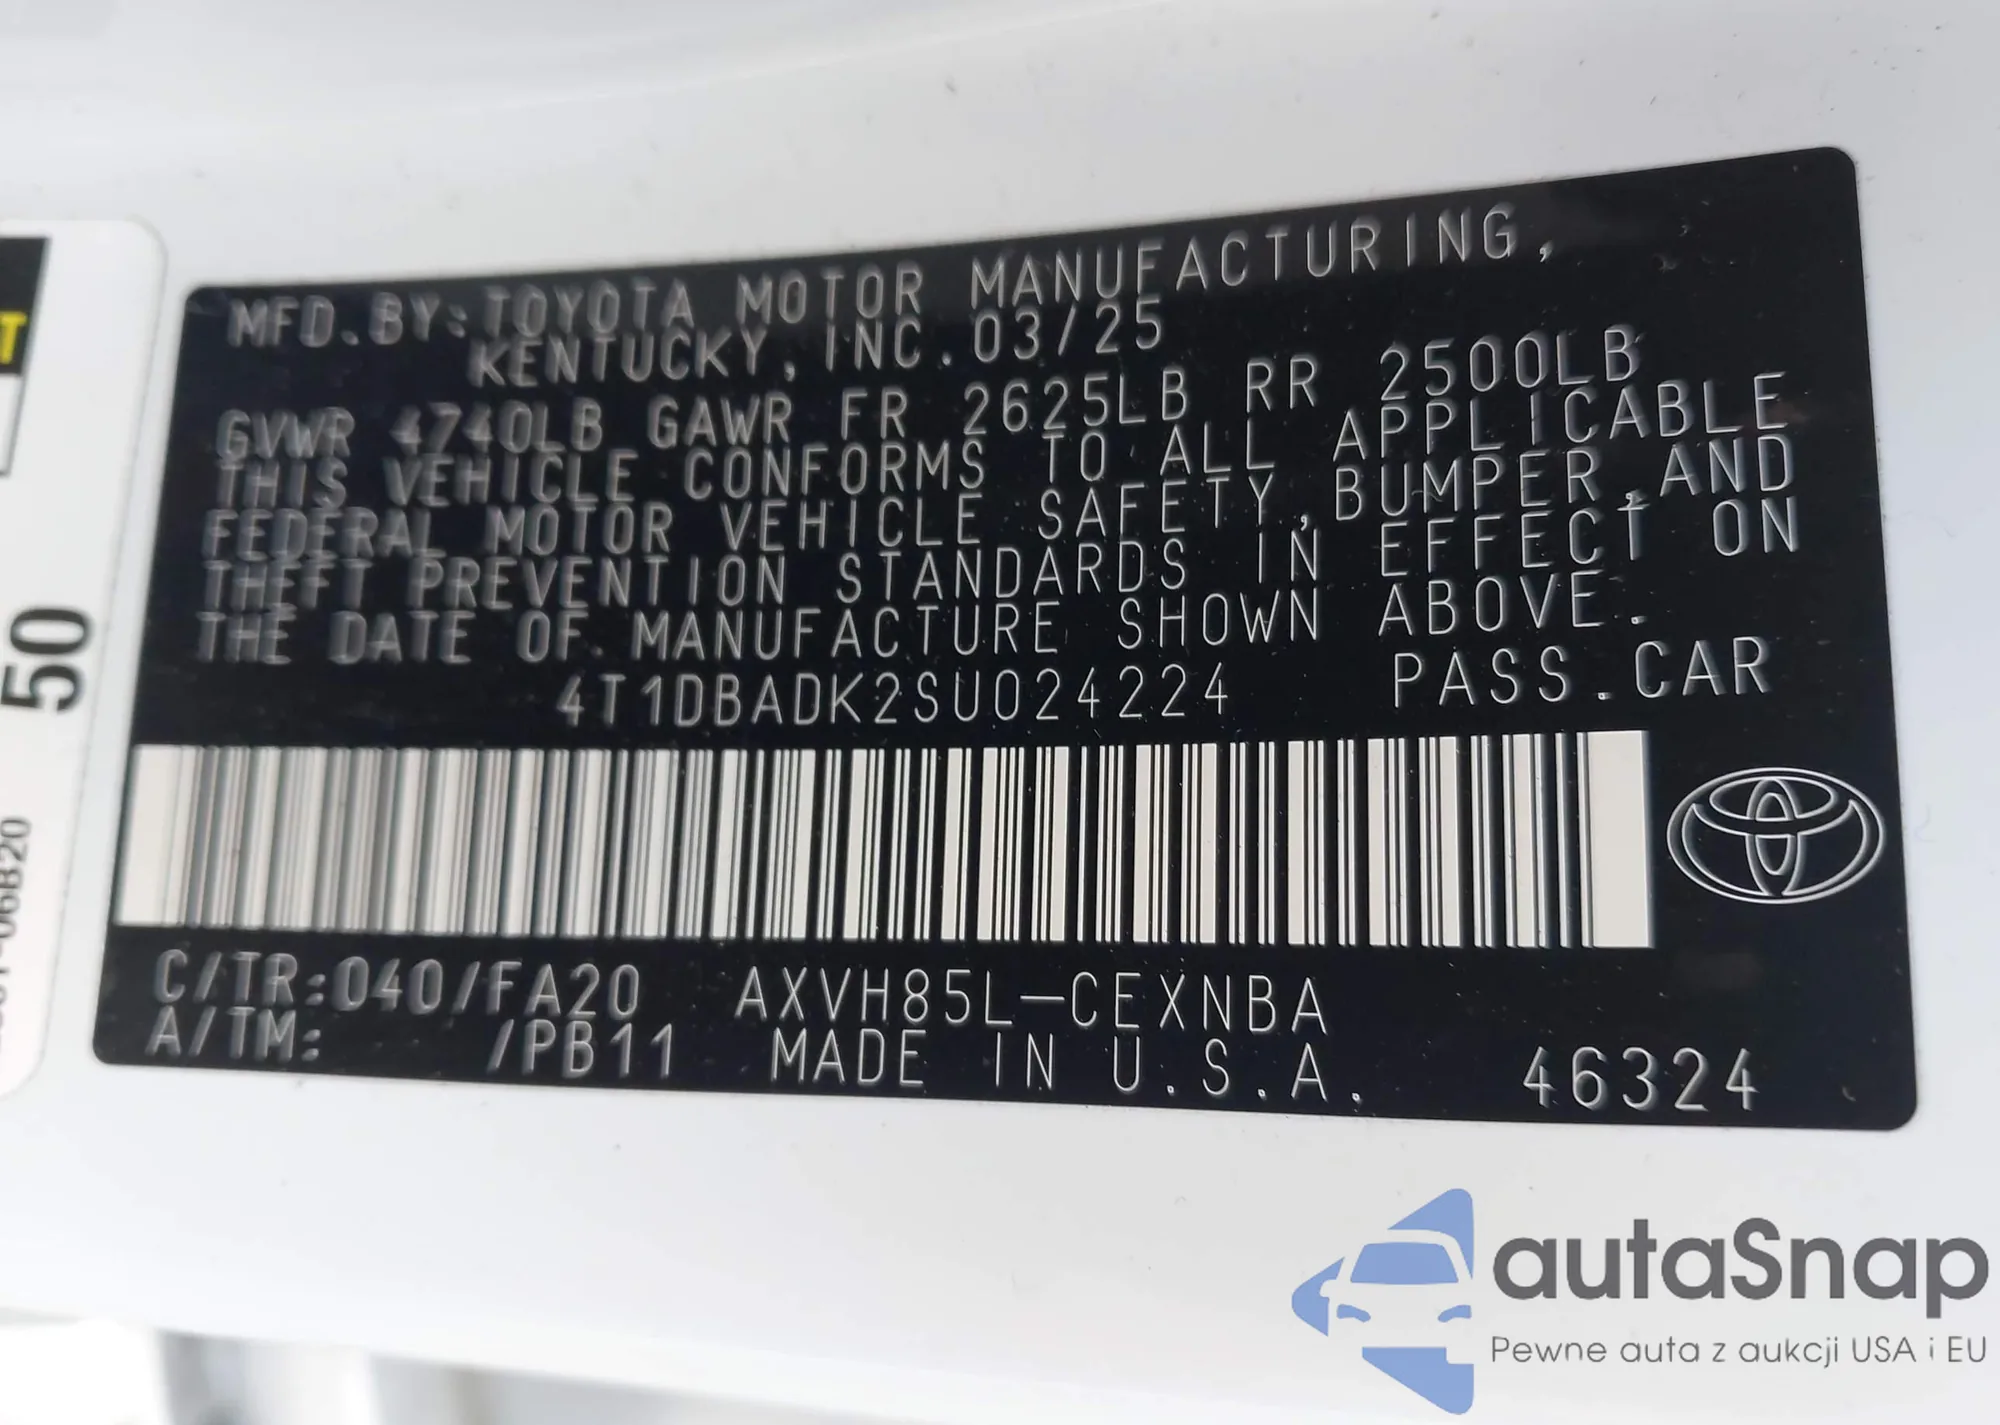 MFD.BY:TOYOTA MOTOR MANUFACTURING,
KENTUCKY, INC.03/25
GVWR 4740LB GAWR FR 2625LB RR 2500LB
THIS VEHICLE CONFORMS TO ALL APPLICABLE
FEDERAL MOTOR VEHICLE SAFETY,BUMPER,AND
THEFT PREVENTION STANDARDS IN EFFECT ON
THE DATE OF MANUFACTURE SHOWN ABOVE.
4T1DBADK2SU024224 PASS.CAR
C/TR:040/FA20 AXVH85L-CEXNBA
A/TM: /PB11 MADE IN U.S.A. 46324
T
50
autaSnap
Pewne auta z aukcji USA i EU